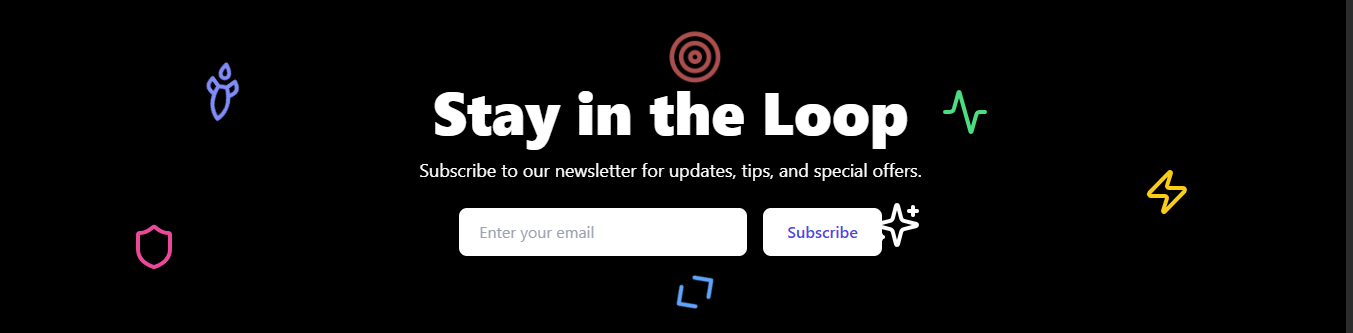 Stay in the Loop
Subscribe to our newsletter for updates, tips, and special offers.
Enter your email
Subscribe